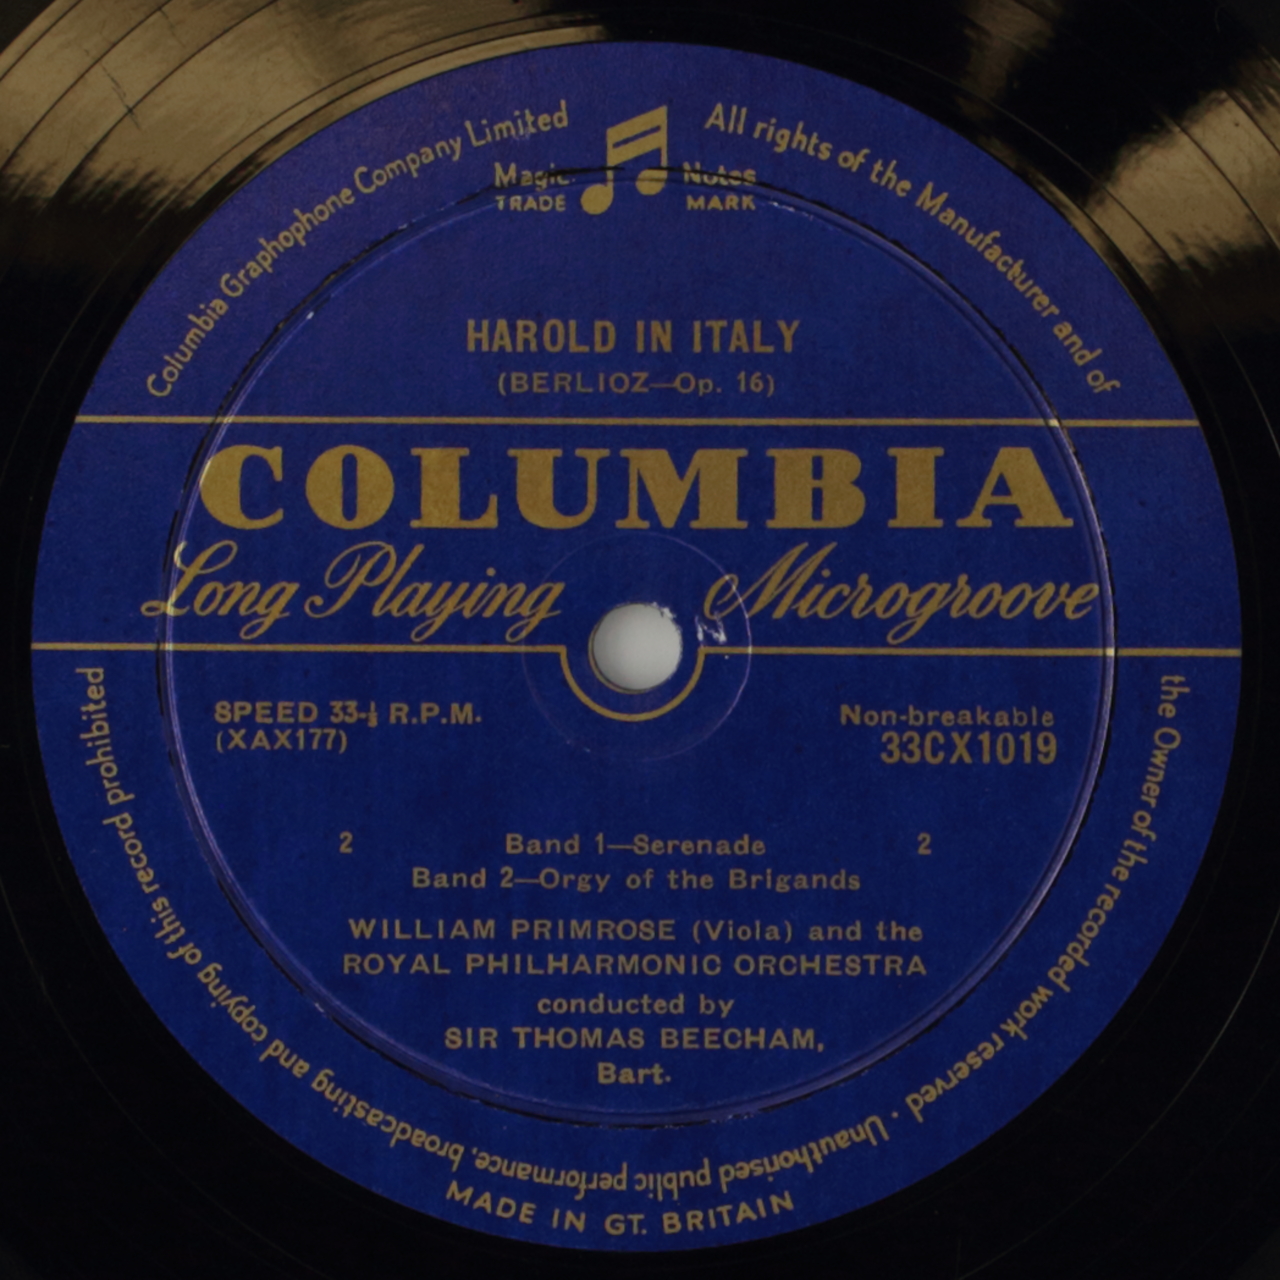 Columbia Graphophone Company Limited
All rights of the Manufacturer and of
the Owner of the recorded work reserved · Unauthorised public performance, broadcasting and copying of this record prohibited
Magic Notes
TRADE MARK
HAROLD IN ITALY
(BERLIOZ—Op. 16)
COLUMBIA
Long Playing Microgroove
SPEED 33-⅓ R.P.M.
(XAX177)
Non-breakable
33CX1019
2 Band 1—Serenade 2
Band 2—Orgy of the Brigands
WILLIAM PRIMROSE (Viola) and the
ROYAL PHILHARMONIC ORCHESTRA
conducted by
SIR THOMAS BEECHAM,
Bart.
MADE IN GT. BRITAIN